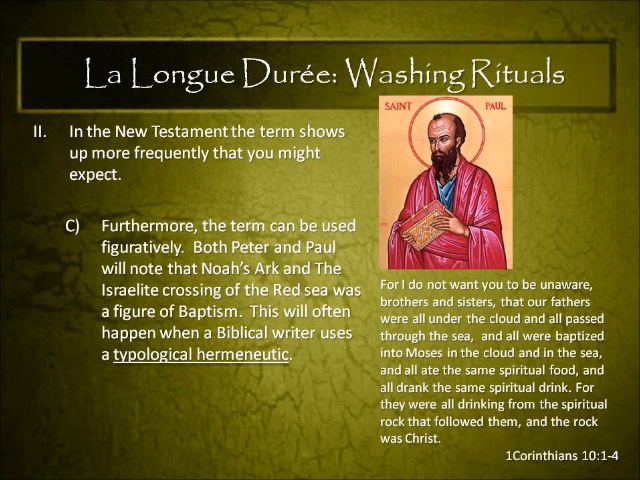 La Longue Durée: Washing Rituals
II. In the New Testament the term shows
up more frequently that you might
expect.
C) Furthermore, the term can be used
figuratively. Both Peter and Paul
will note that Noah's Ark and The
Israelite crossing of the Red sea was
a figure of Baptism. This will often
happen when a Biblical writer uses
a typological hermeneutic.
SAINT PAUL
For I do not want you to be unaware,
brothers and sisters, that our fathers
were all under the cloud and all passed
through the sea, and all were baptized
into Moses in the cloud and in the sea,
and all ate the same spiritual food, and
all drank the same spiritual drink. For
they were all drinking from the spiritual
rock that followed them, and the rock
was Christ.
1Corinthians 10:1-4